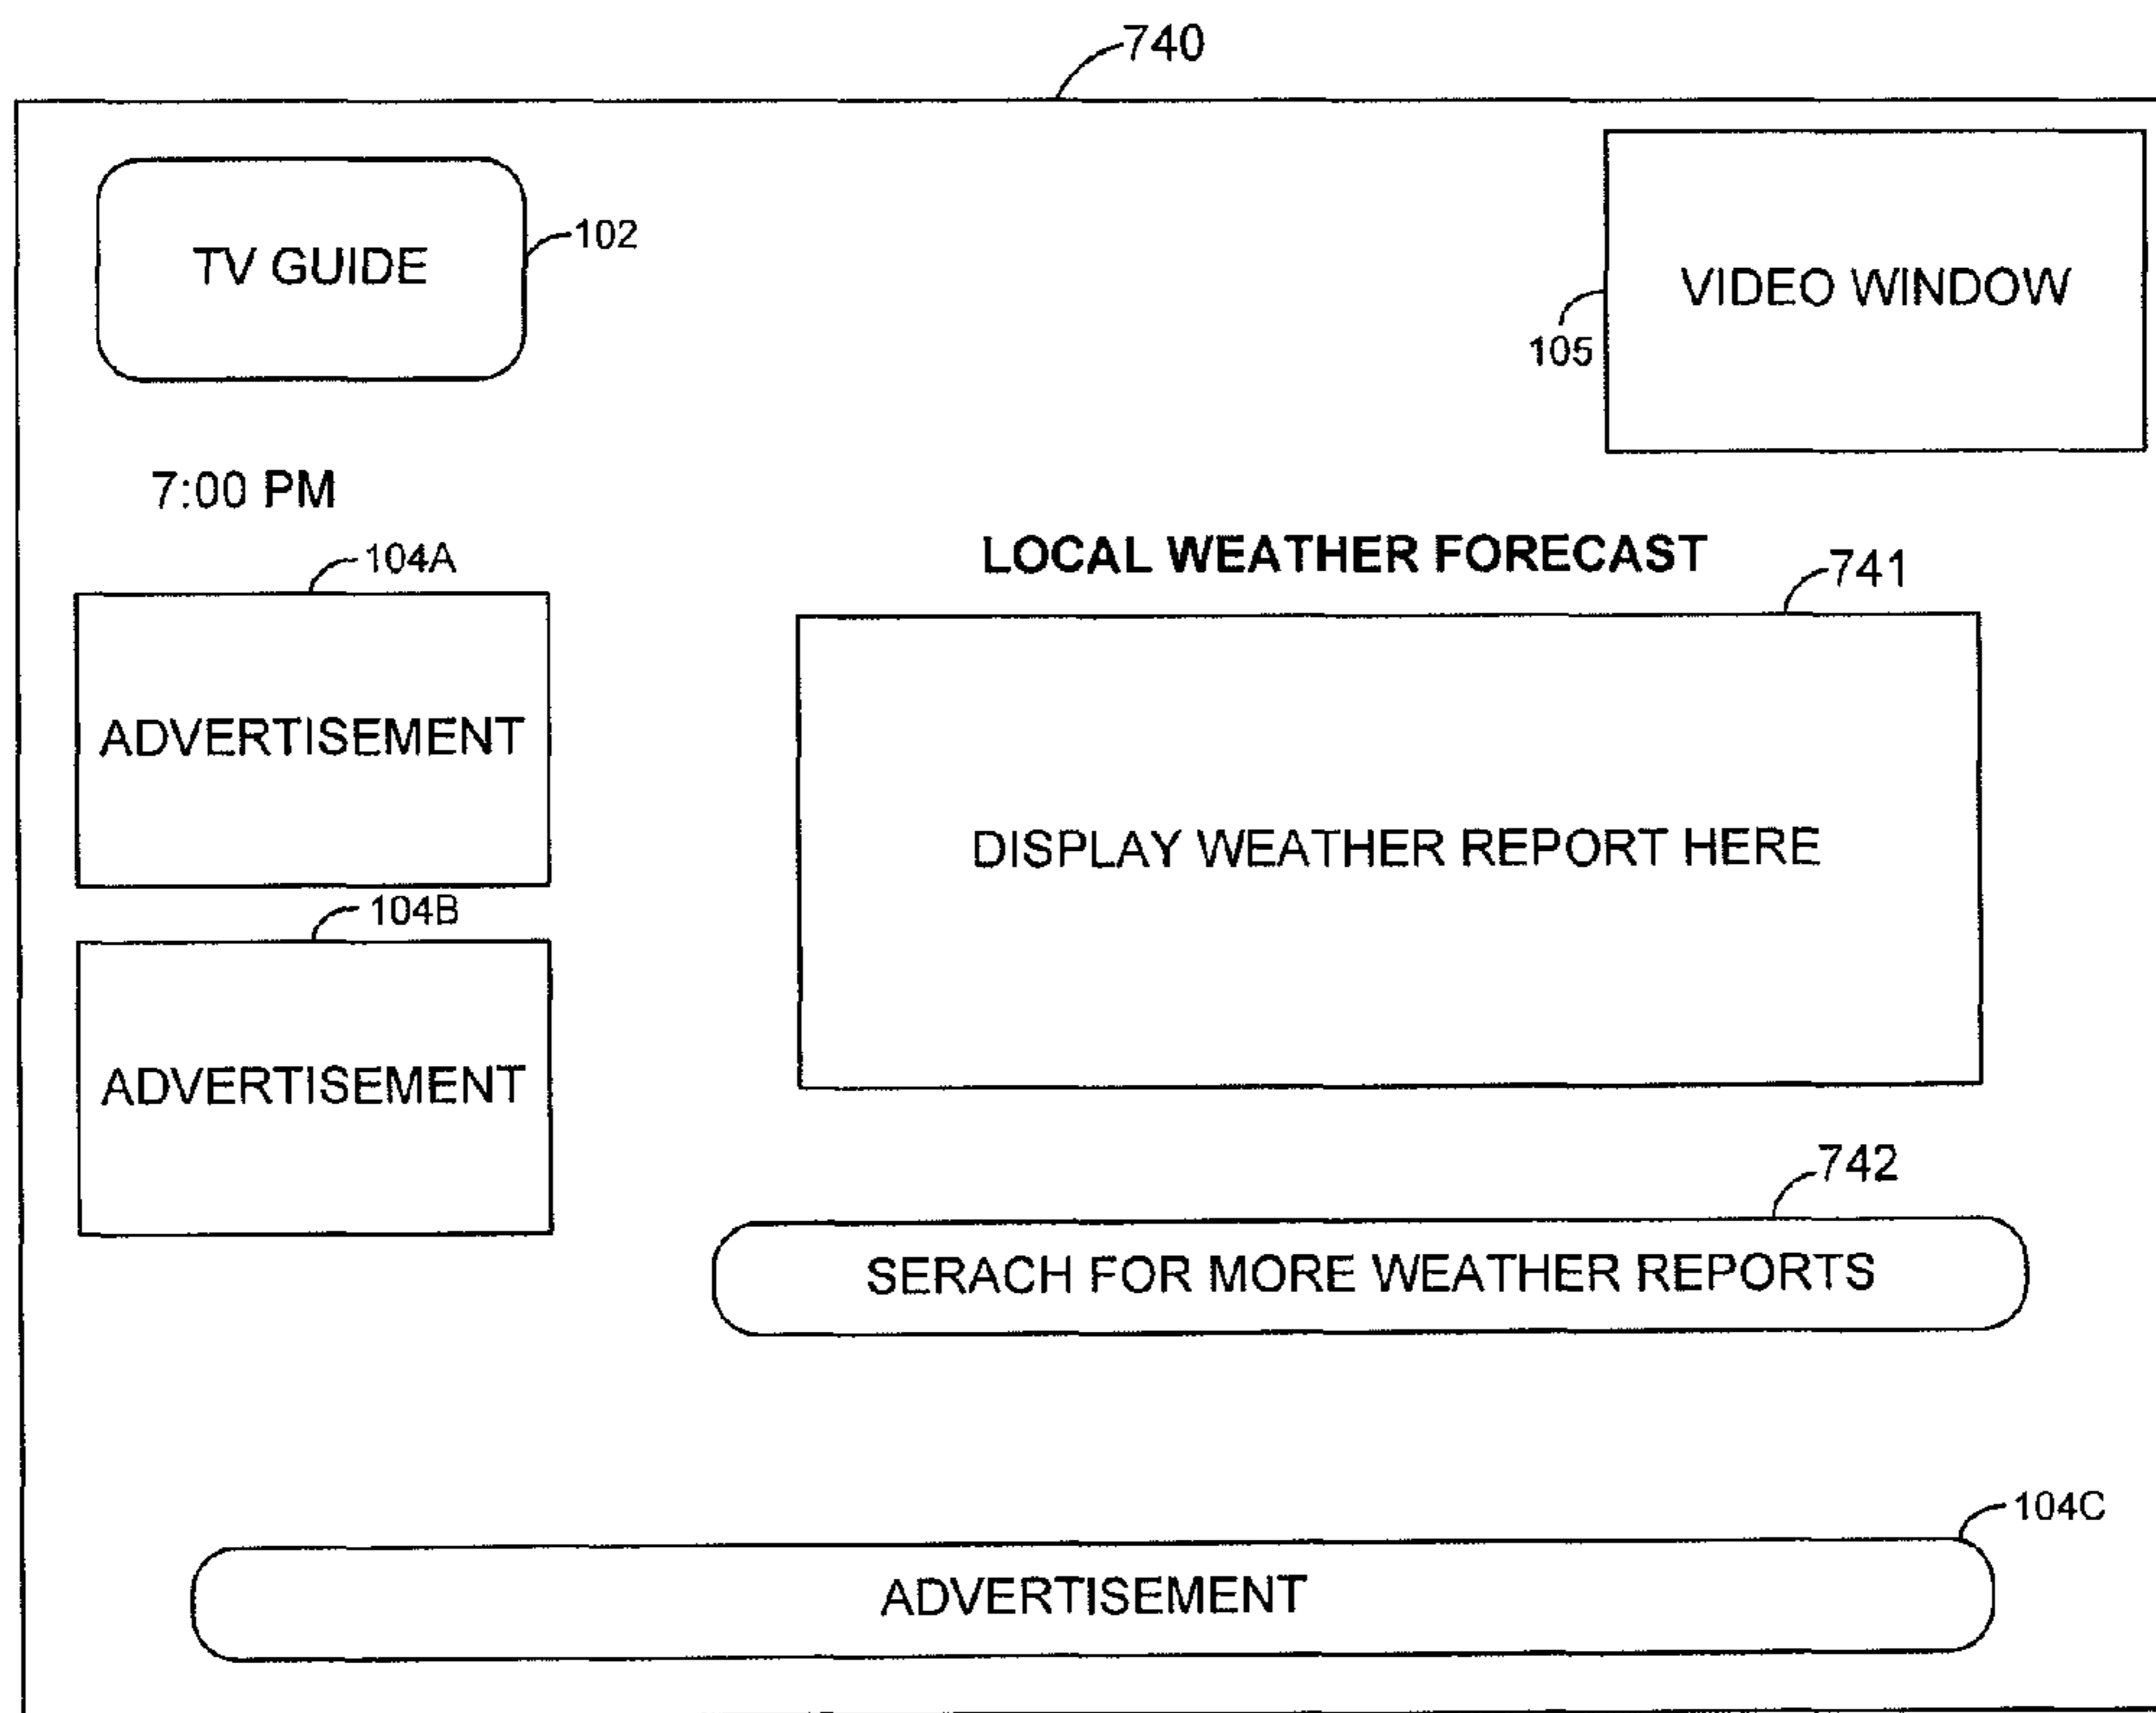 740
TV GUIDE
102
VIDEO WINDOW
105
7:00 PM
LOCAL WEATHER FORECAST
104A
741
ADVERTISEMENT
DISPLAY WEATHER REPORT HERE
104B
ADVERTISEMENT
742
SERACH FOR MORE WEATHER REPORTS
104C
ADVERTISEMENT